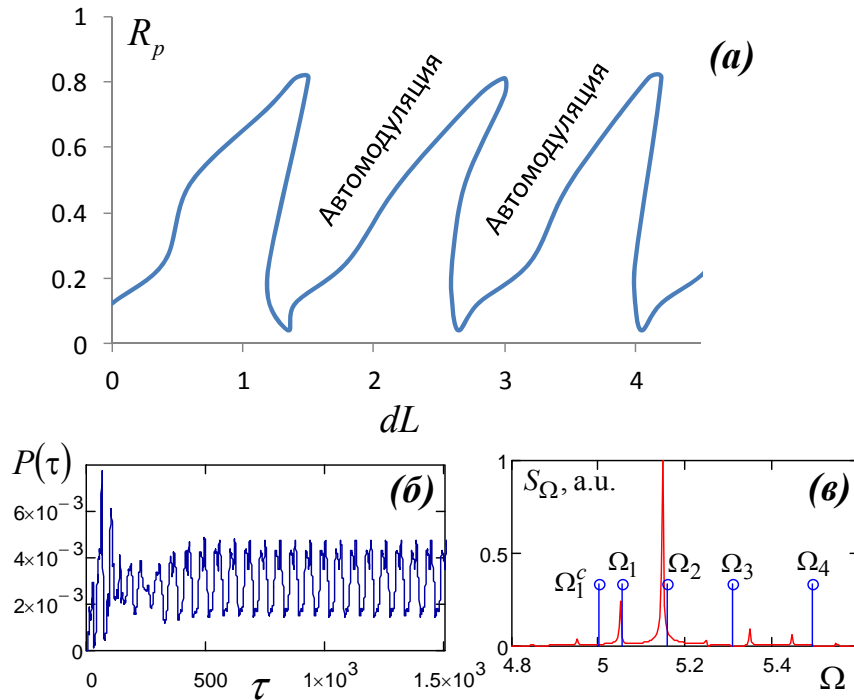 R_p
(а)
1
0.8
0.6
0.4
0.2
0
Автомодуляция
Автомодуляция
0 1 2 3 4
dL
P(τ)
(б)
6×10⁻³
4×10⁻³
2×10⁻³
0
0 500 1×10³ 1.5×10³
τ
1
S_Ω, a.u.
(в)
0.5
Ω₁ᶜ Ω₁ Ω₂ Ω₃ Ω₄
0
4.8 5 5.2 5.4
Ω